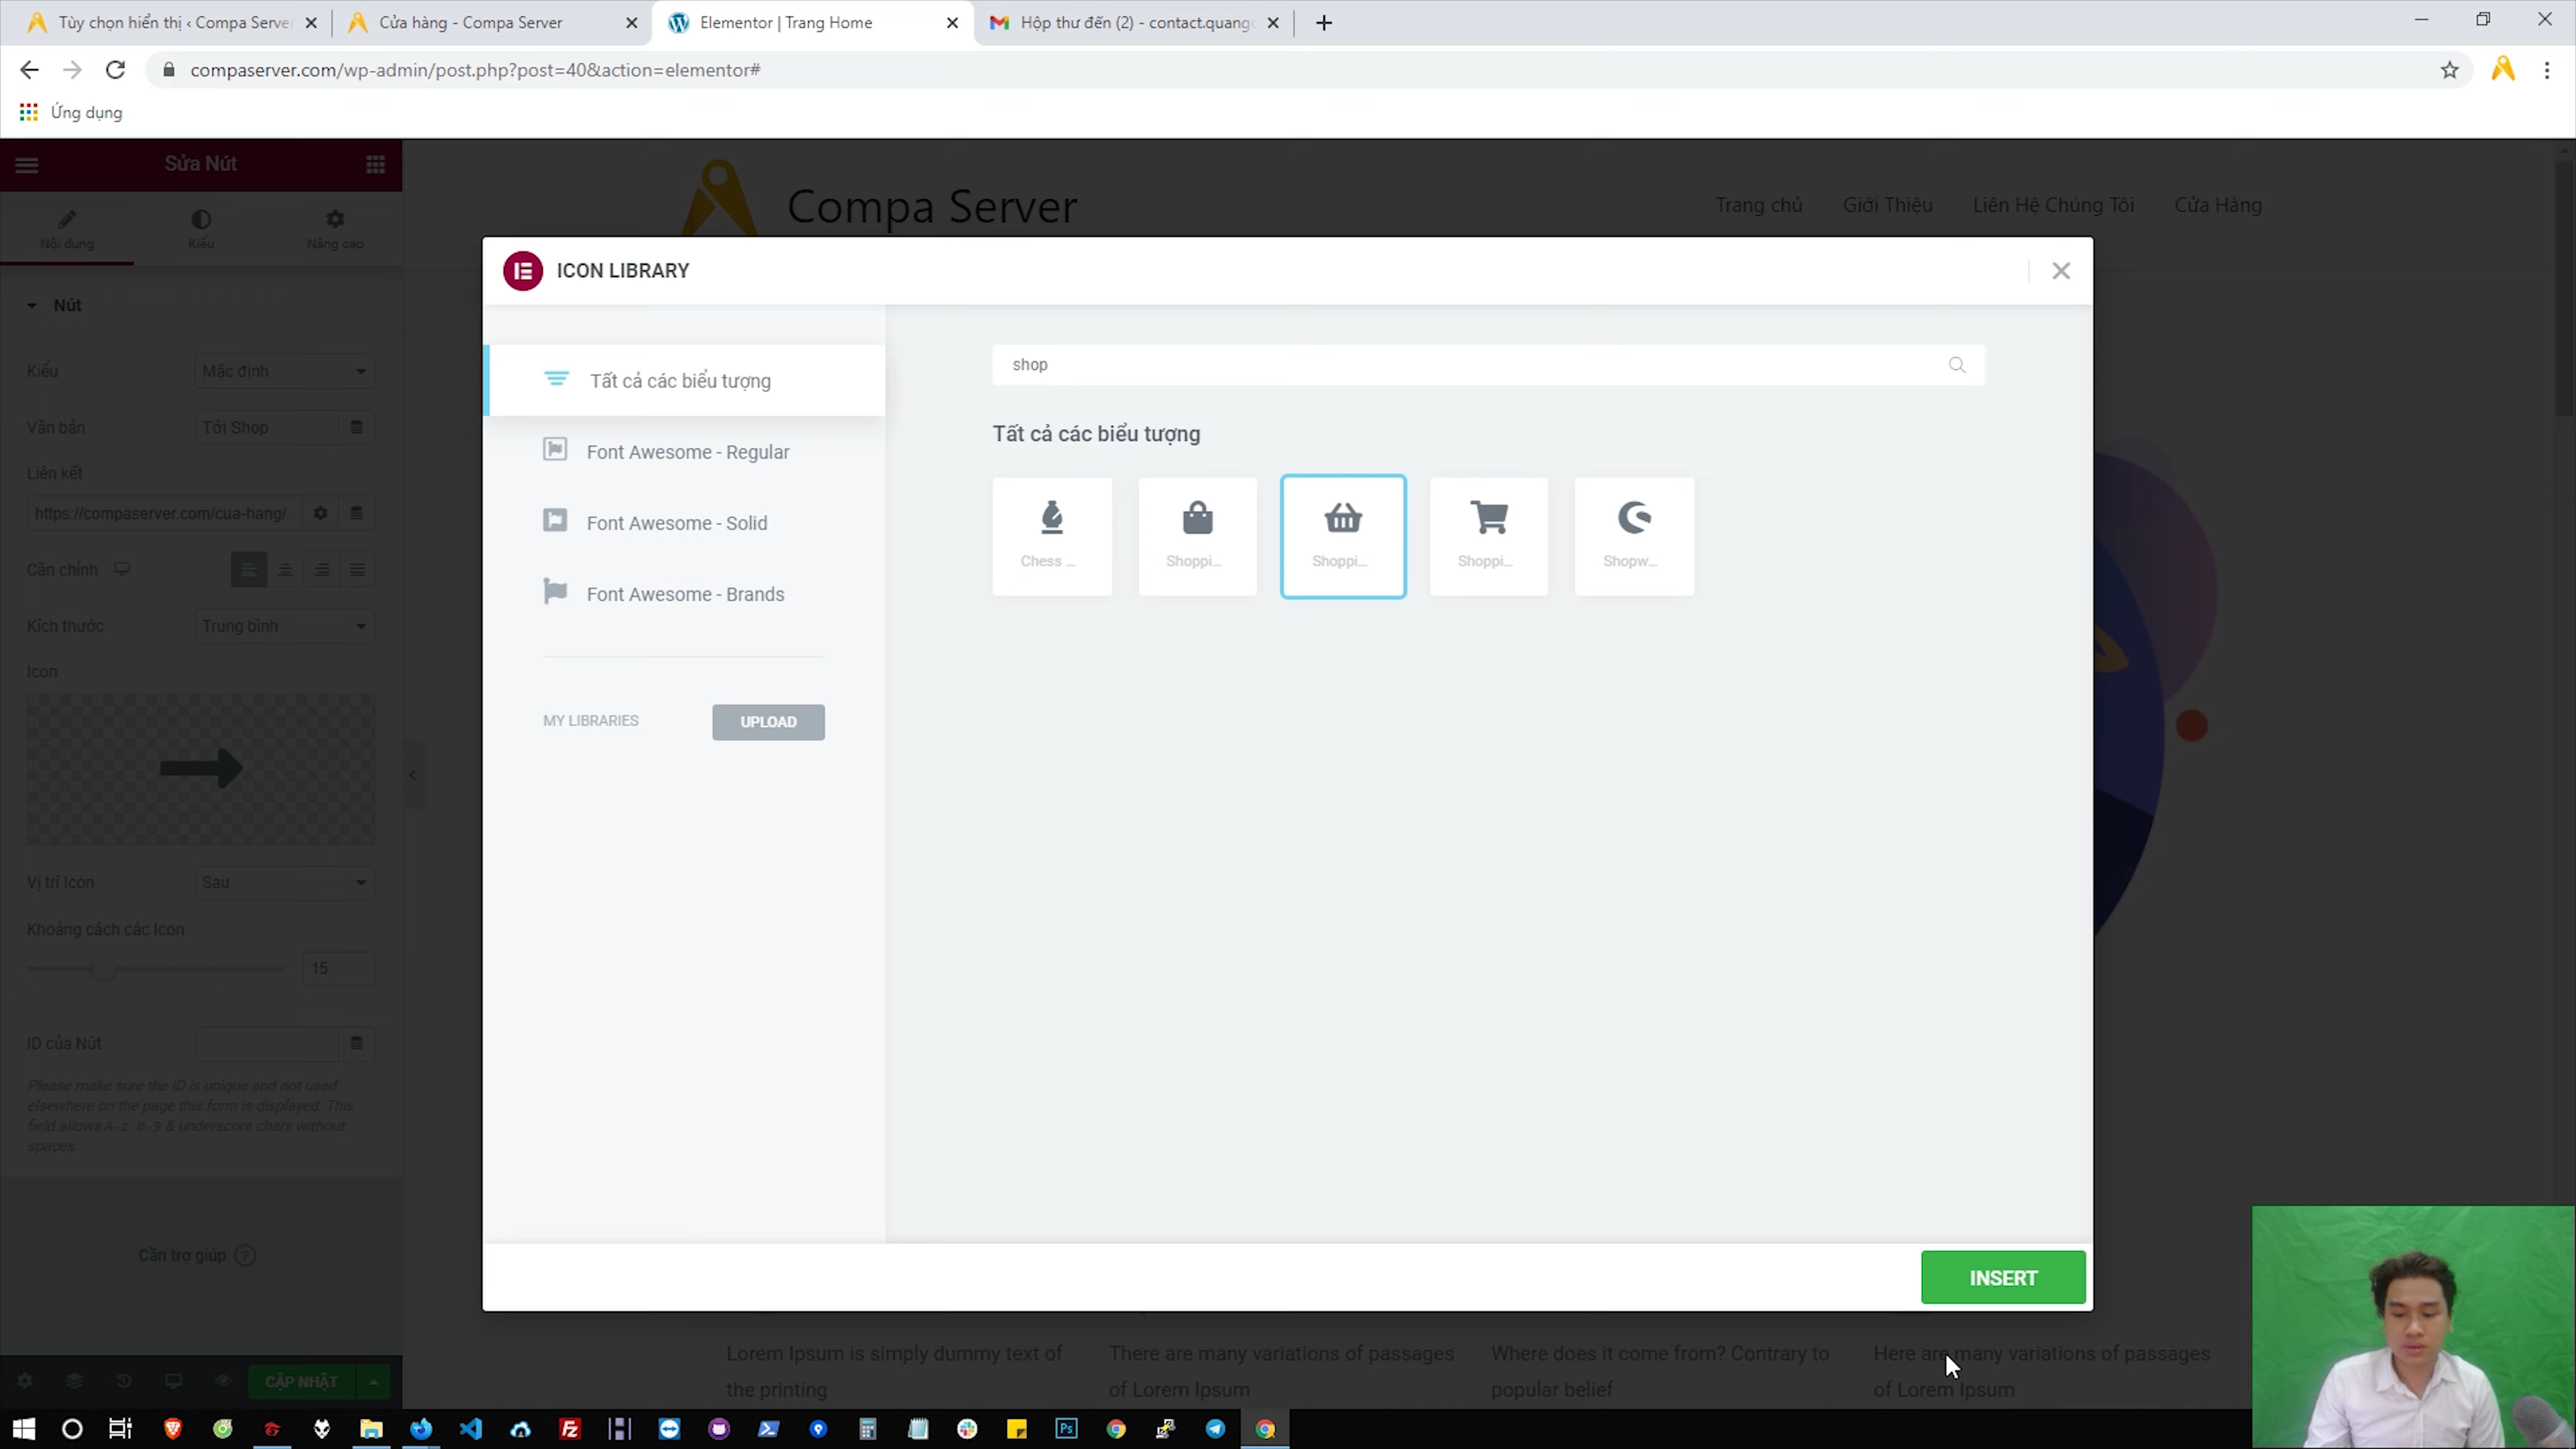 Tùy chọn hiển thị ‹ Compa Serve
Cửa hàng - Compa Server
Elementor | Trang Home
Hộp thư đến (2) - contact.quang
compaserver.com/wp-admin/post.php?post=40&action=elementor#
Ứng dụng
Sửa Nút
Nội dung
Kiểu
Nâng cao
Nút
Kiểu
Mặc định
Văn bản
Tới Shop
Liên kết
https://compaserver.com/cua-hang/
Căn chỉnh
Kích thước
Trung bình
Icon
Vị trí Icon
Sau
Khoảng cách các Icon
15
ID của Nút
Please make sure the ID is unique and not used
elsewhere on the page this form is displayed. This
field allows A-z 0-9 & underscore chars without
spaces.
Cần trợ giúp ?
CẬP NHẬT
Compa Server
Trang chủ
Giới Thiệu
Liên Hệ Chúng Tôi
Cửa Hàng
ICON LIBRARY
Tất cả các biểu tượng
Font Awesome - Regular
Font Awesome - Solid
Font Awesome - Brands
MY LIBRARIES
UPLOAD
shop
Tất cả các biểu tượng
Chess ...
Shoppi...
Shoppi...
Shoppi...
Shopw...
INSERT
Lorem Ipsum is simply dummy text of
the printing
There are many variations of passages
of Lorem Ipsum
Where does it come from? Contrary to
popular belief
Here are many variations of passages
of Lorem Ipsum